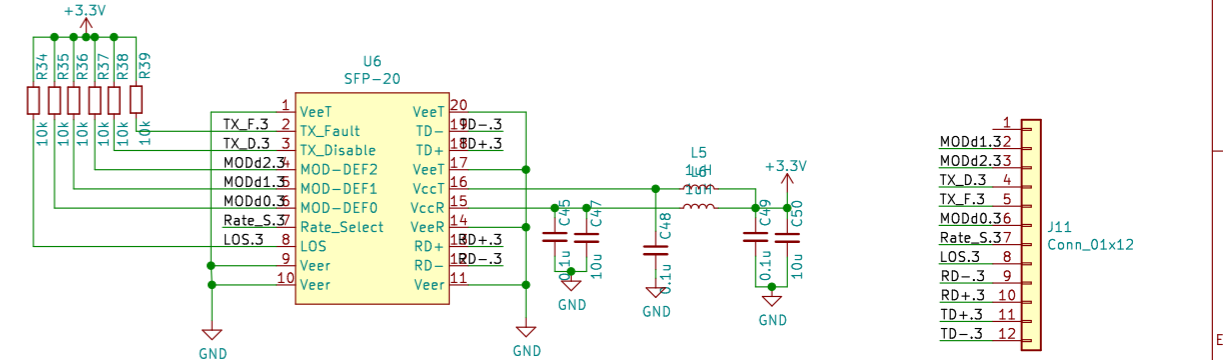 +3.3V
R34
R35
R36
R37
R38
R39
10k
10k
10k
10k
10k
10k
U6
SFP-20
1 VeeT
TX_F.3 2 TX_Fault
TX_D.3 3 TX_Disable
MODd2.3 4 MOD-DEF2
MODd1.3 5 MOD-DEF1
MODd0.3 6 MOD-DEF0
Rate_S.3 7 Rate_Select
LOS.3 8 LOS
9 Veer
10 Veer
VeeT 20
TD- 19 TD-.3
TD+ 18 TD+.3
VeeT 17
VccT 16
VccR 15
VeeR 14
RD+ 13 RD+.3
RD- 12 RD-.3
Veer 11
GND
GND
L5
1uH
L6
1uH
+3.3V
C45
0.1u
C47
10u
GND
C48
0.1u
GND
C49
0.1u
C50
10u
GND
1
MODd1.3 2
MODd2.3 3
TX_D.3 4
TX_F.3 5
MODd0.3 6
Rate_S.3 7
LOS.3 8
RD-.3 9
RD+.3 10
TD+.3 11
TD-.3 12
J11
Conn_01x12
E